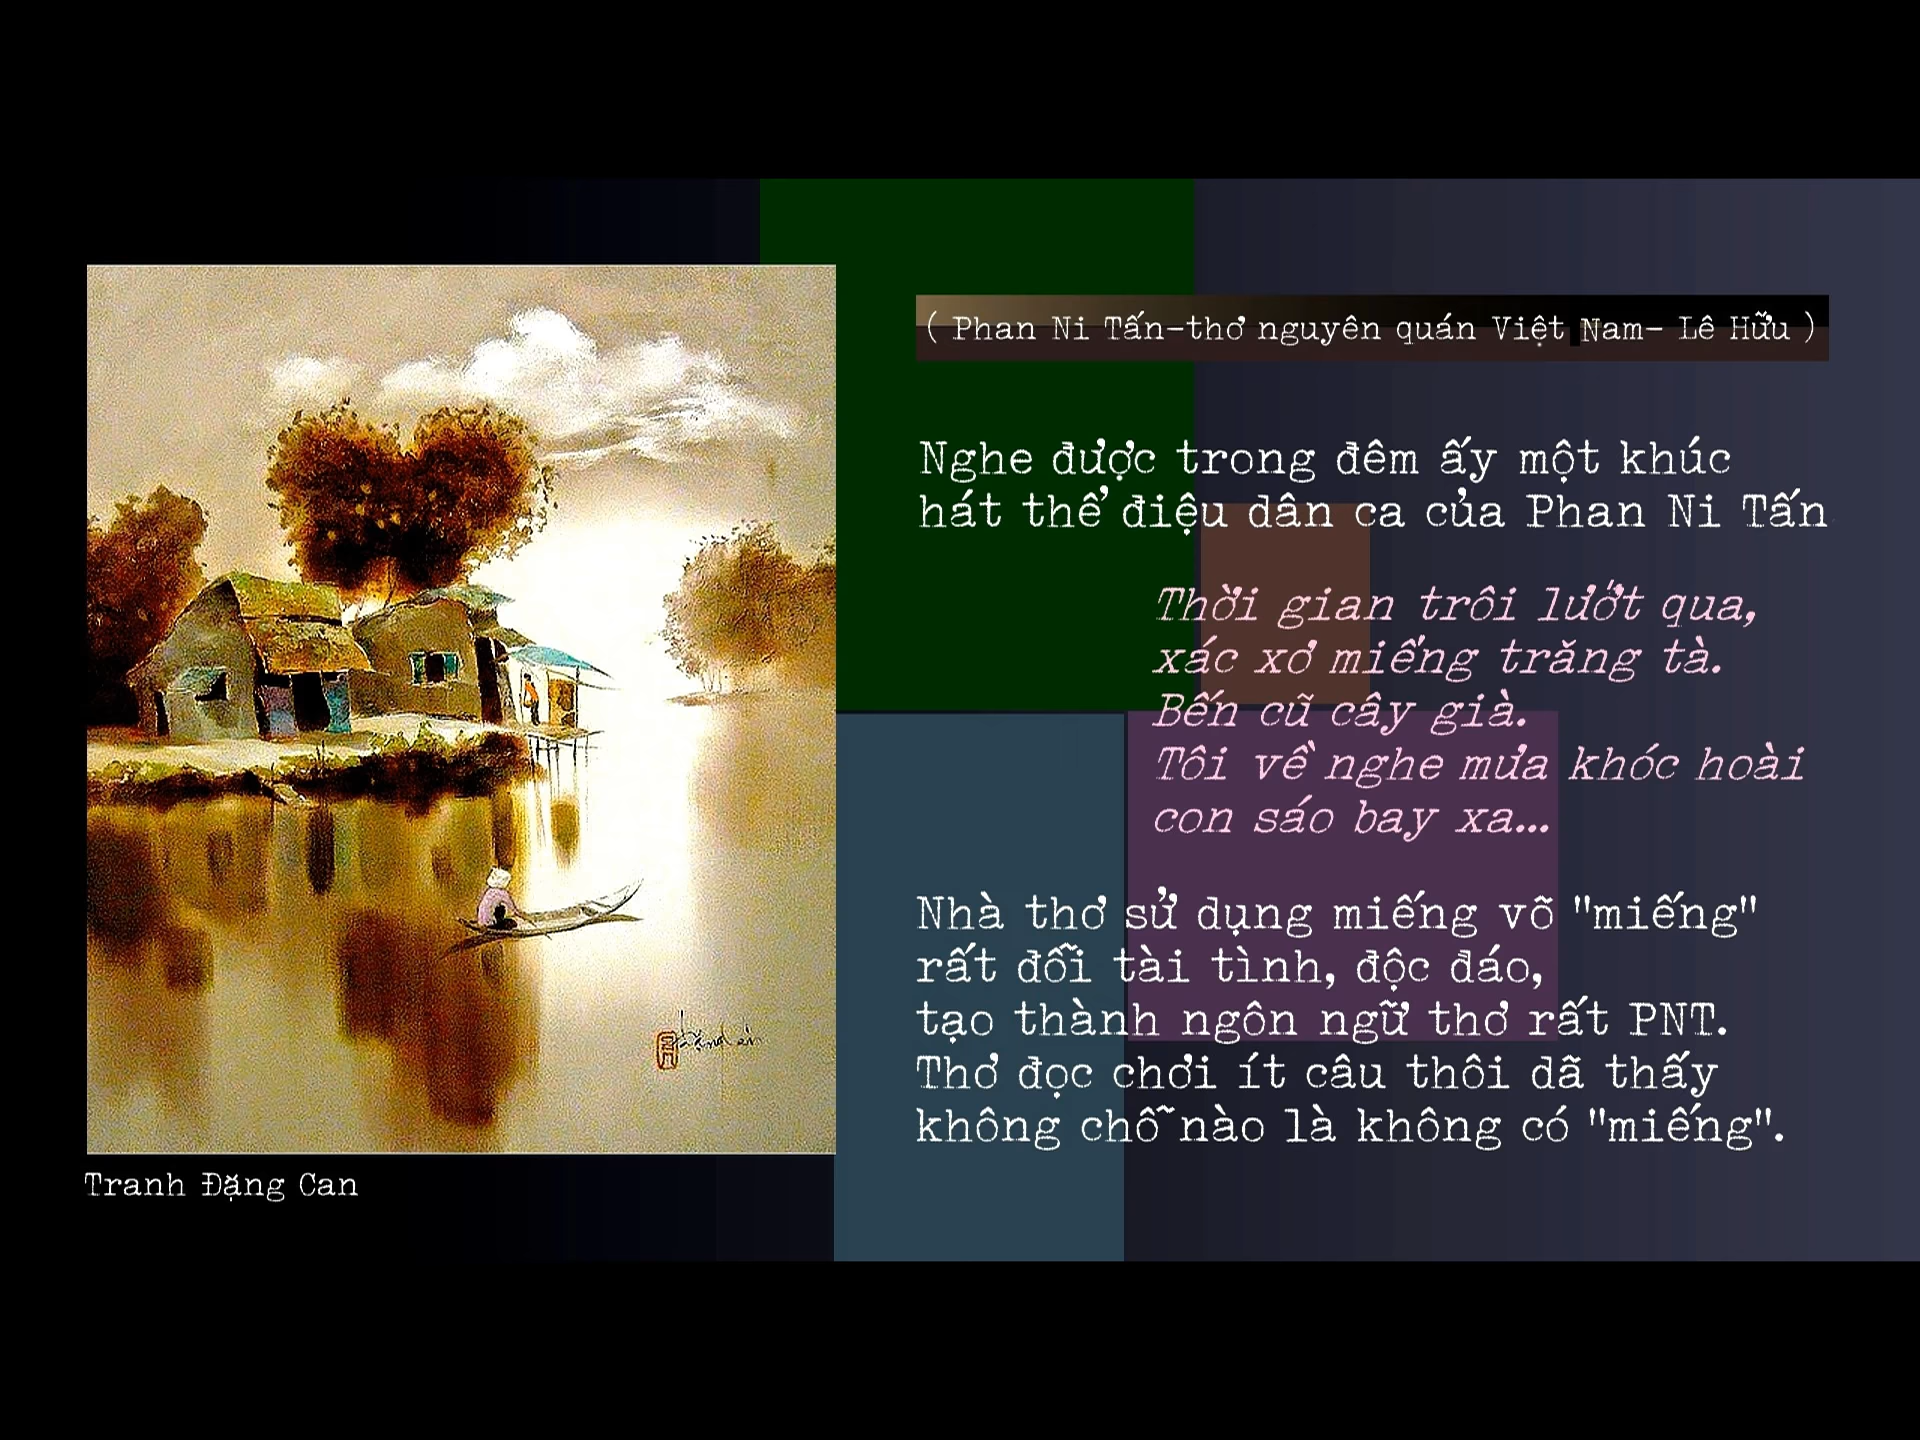 ( Phan Ni Tấn-thơ nguyên quán Việt Nam- Lê Hữu )
Nghe được trong đêm ấy một khúc
hát thể điệu dân ca của Phan Ni Tấn
Thời gian trôi lướt qua,
xác xơ miếng trăng tà.
Bến cũ cây già.
Tôi về nghe mưa khóc hoài
con sáo bay xa...
Nhà thơ sử dụng miếng võ "miếng"
rất đỗi tài tình, độc đáo,
tạo thành ngôn ngữ thơ rất PNT.
Thơ đọc chơi ít câu thôi dã thấy
không chỗ nào là không có "miếng".
Tranh Đặng Can